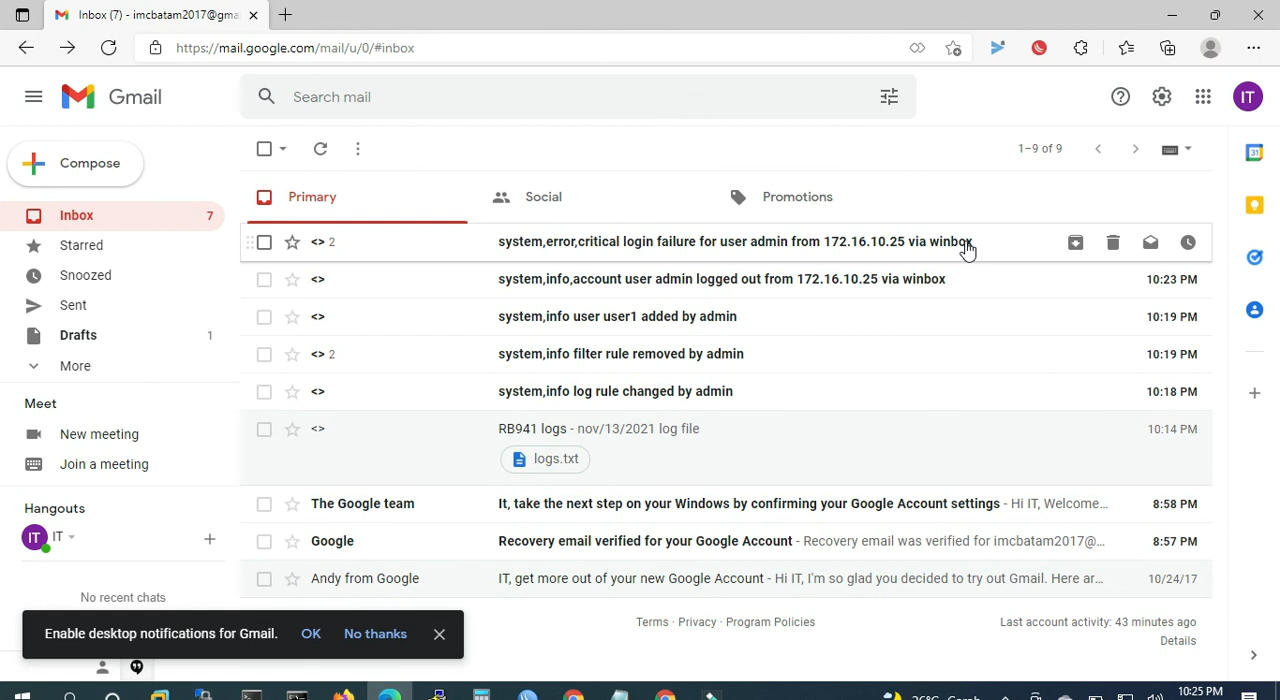 Inbox (7) - imcbatam2017@gma
https://mail.google.com/mail/u/0/#inbox
Gmail
Search mail
IT
Compose
1–9 of 9
31
Primary
Social
Promotions
Inbox 7
Starred
Snoozed
Sent
Drafts 1
More
<> 2 system,error,critical login failure for user admin from 172.16.10.25 via winbox
<> system,info,account user admin logged out from 172.16.10.25 via winbox 10:23 PM
<> system,info user user1 added by admin 10:19 PM
<> 2 system,info filter rule removed by admin 10:19 PM
<> system,info log rule changed by admin 10:18 PM
<> RB941 logs - nov/13/2021 log file 10:14 PM
logs.txt
The Google team It, take the next step on your Windows by confirming your Google Account settings - Hi IT, Welcome... 8:58 PM
Google Recovery email verified for your Google Account - Recovery email was verified for imcbatam2017@... 8:57 PM
Andy from Google IT, get more out of your new Google Account - Hi IT, I'm so glad you decided to try out Gmail. Here ar... 10/24/17
Meet
New meeting
Join a meeting
Hangouts
IT IT
No recent chats
Enable desktop notifications for Gmail. OK No thanks
Terms · Privacy · Program Policies
Last account activity: 43 minutes ago
Details
26°C
10:25 PM